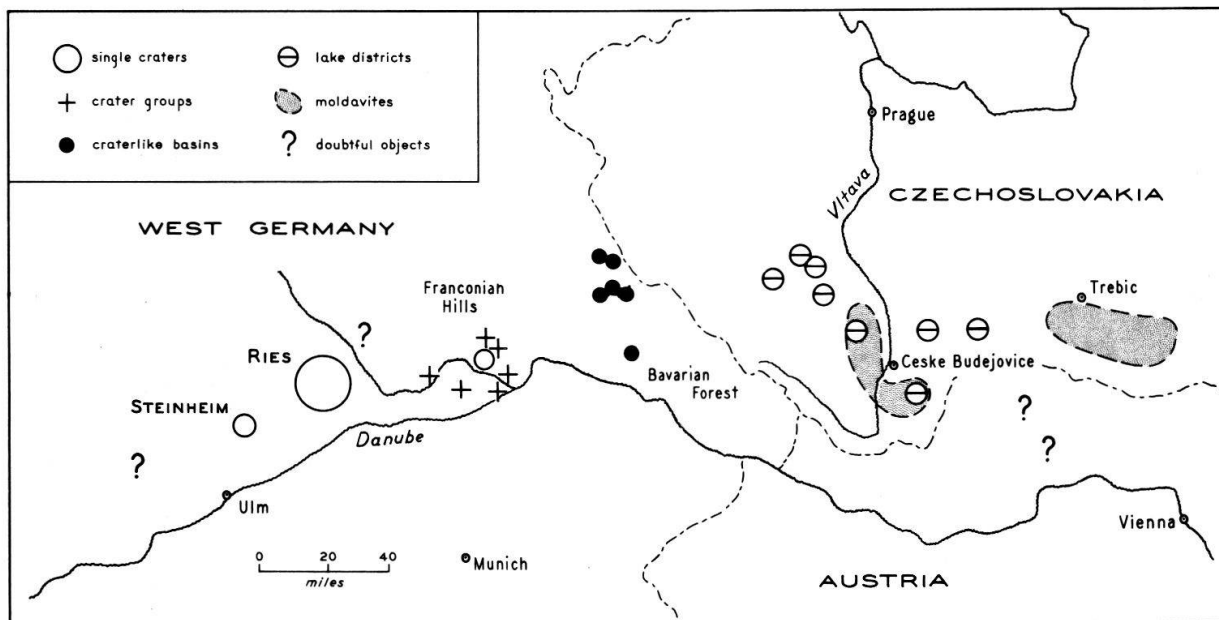 single craters
crater groups
craterlike basins
lake districts
moldavites
? doubtful objects
Prague
Vltava
CZECHOSLOVAKIA
WEST GERMANY
Franconian
Hills
Trebic
?
RIES
Ceske Budejovice
Bavarian
Forest
STEINHEIM
?
Danube
?
?
Ulm
Vienna
0 20 40
miles
Munich
AUSTRIA